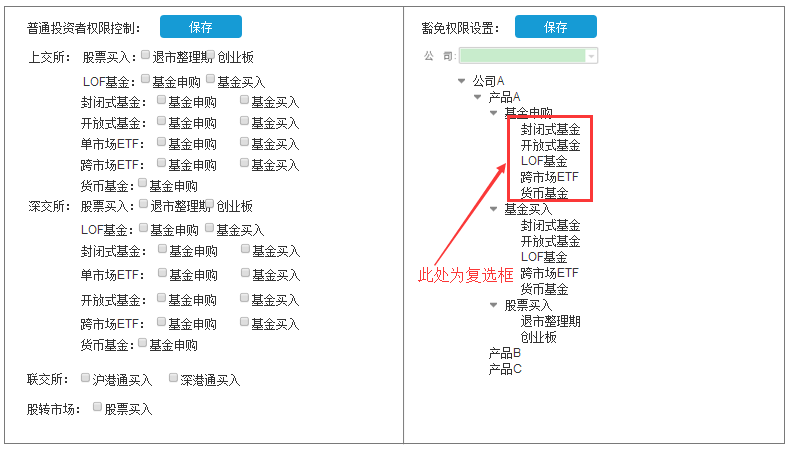 普通投资者权限控制： 保存
上交所： 股票买入： 退市整理期 创业板
LOF基金： 基金申购 基金买入
封闭式基金： 基金申购 基金买入
开放式基金： 基金申购 基金买入
单市场ETF： 基金申购 基金买入
跨市场ETF： 基金申购 基金买入
货币基金： 基金申购
深交所： 股票买入： 退市整理期 创业板
LOF基金： 基金申购 基金买入
封闭式基金： 基金申购 基金买入
单市场ETF： 基金申购 基金买入
开放式基金： 基金申购 基金买入
跨市场ETF： 基金申购 基金买入
货币基金： 基金申购
联交所： 沪港通买入 深港通买入
股转市场： 股票买入
豁免权限设置： 保存
公 司:
公司A
产品A
基金申购
封闭式基金
开放式基金
LOF基金
跨市场ETF
货币基金
基金买入
封闭式基金
开放式基金
LOF基金
跨市场ETF
货币基金
股票买入
退市整理期
创业板
产品B
产品C
此处为复选框